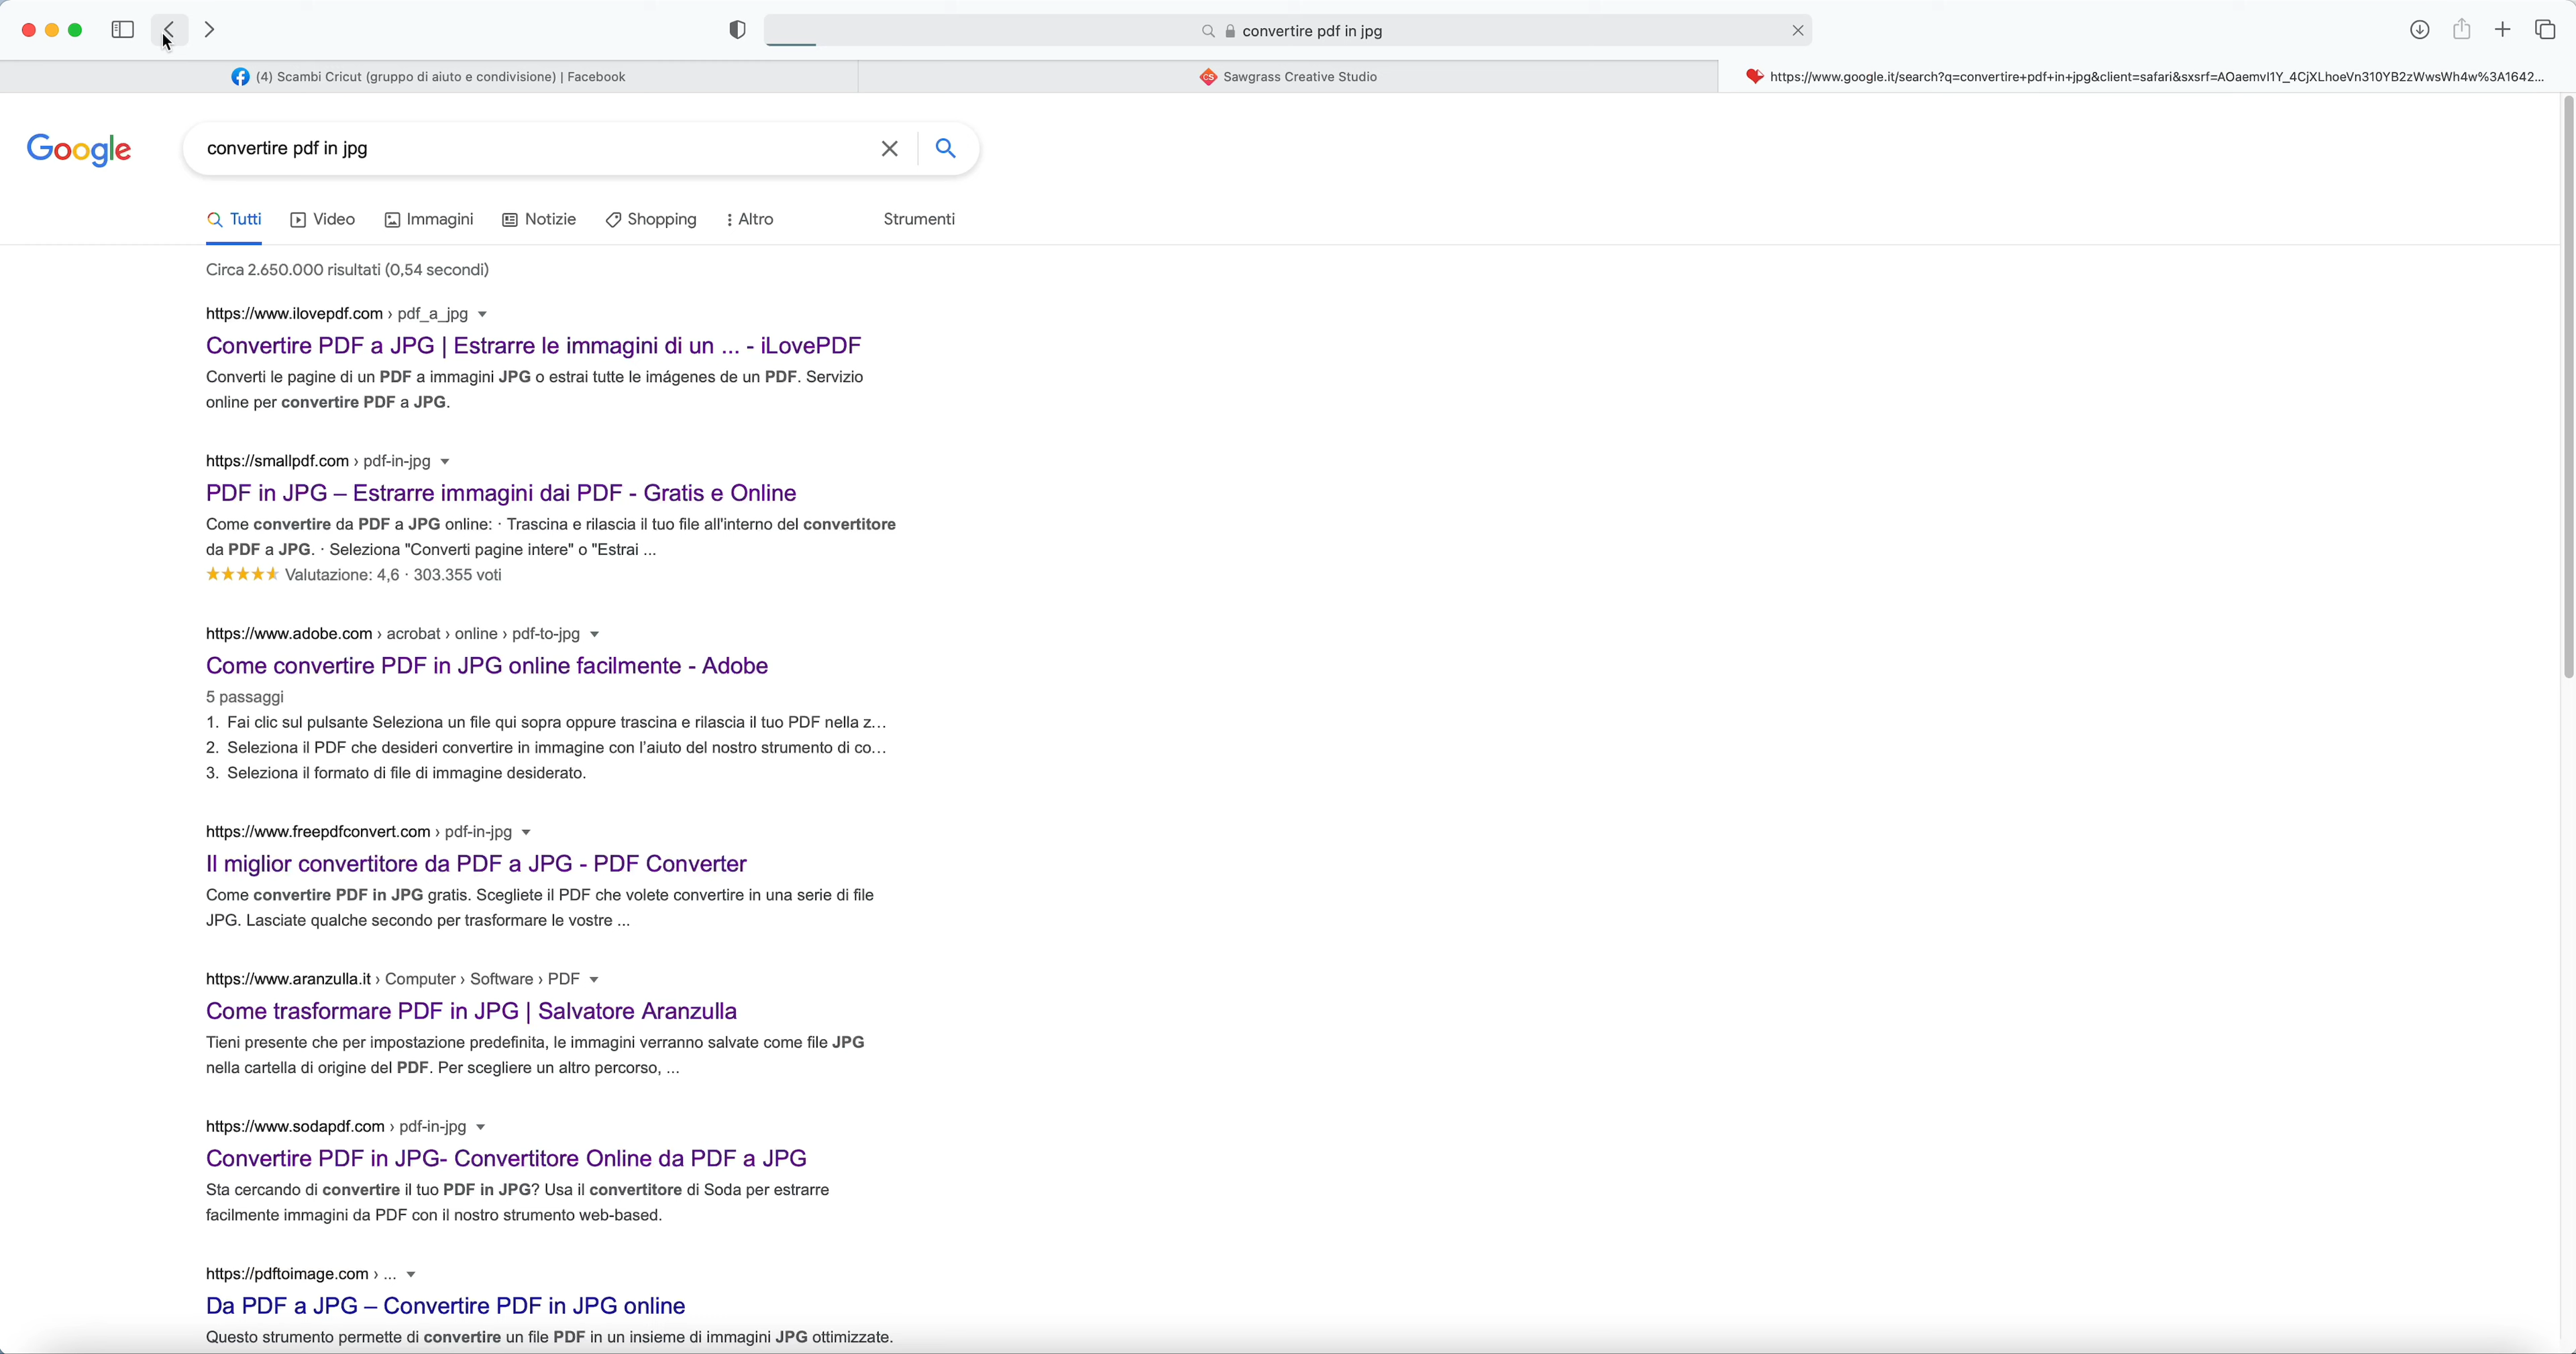 convertire pdf in jpg
(4) Scambi Cricut (gruppo di aiuto e condivisione) | Facebook
CS Sawgrass Creative Studio
https://www.google.it/search?q=convertire+pdf+in+jpg&client=safari&sxsrf=AOaemvI1Y_4CjXLhoeVn310YB2zWwsWh4w%3A1642...
Google
convertire pdf in jpg
Tutti Video Immagini Notizie Shopping Altro Strumenti
Circa 2.650.000 risultati (0,54 secondi)
https://www.ilovepdf.com › pdf_a_jpg
Convertire PDF a JPG | Estrarre le immagini di un ... - iLovePDF
Converti le pagine di un PDF a immagini JPG o estrai tutte le imágenes de un PDF. Servizio
online per convertire PDF a JPG.
https://smallpdf.com › pdf-in-jpg
PDF in JPG – Estrarre immagini dai PDF - Gratis e Online
Come convertire da PDF a JPG online: · Trascina e rilascia il tuo file all'interno del convertitore
da PDF a JPG. · Seleziona "Converti pagine intere" o "Estrai ...
Valutazione: 4,6 · 303.355 voti
https://www.adobe.com › acrobat › online › pdf-to-jpg
Come convertire PDF in JPG online facilmente - Adobe
5 passaggi
1. Fai clic sul pulsante Seleziona un file qui sopra oppure trascina e rilascia il tuo PDF nella z...
2. Seleziona il PDF che desideri convertire in immagine con l'aiuto del nostro strumento di co...
3. Seleziona il formato di file di immagine desiderato.
https://www.freepdfconvert.com › pdf-in-jpg
Il miglior convertitore da PDF a JPG - PDF Converter
Come convertire PDF in JPG gratis. Scegliete il PDF che volete convertire in una serie di file
JPG. Lasciate qualche secondo per trasformare le vostre ...
https://www.aranzulla.it › Computer › Software › PDF
Come trasformare PDF in JPG | Salvatore Aranzulla
Tieni presente che per impostazione predefinita, le immagini verranno salvate come file JPG
nella cartella di origine del PDF. Per scegliere un altro percorso, ...
https://www.sodapdf.com › pdf-in-jpg
Convertire PDF in JPG- Convertitore Online da PDF a JPG
Sta cercando di convertire il tuo PDF in JPG? Usa il convertitore di Soda per estrarre
facilmente immagini da PDF con il nostro strumento web-based.
https://pdftoimage.com › ...
Da PDF a JPG – Convertire PDF in JPG online
Questo strumento permette di convertire un file PDF in un insieme di immagini JPG ottimizzate.